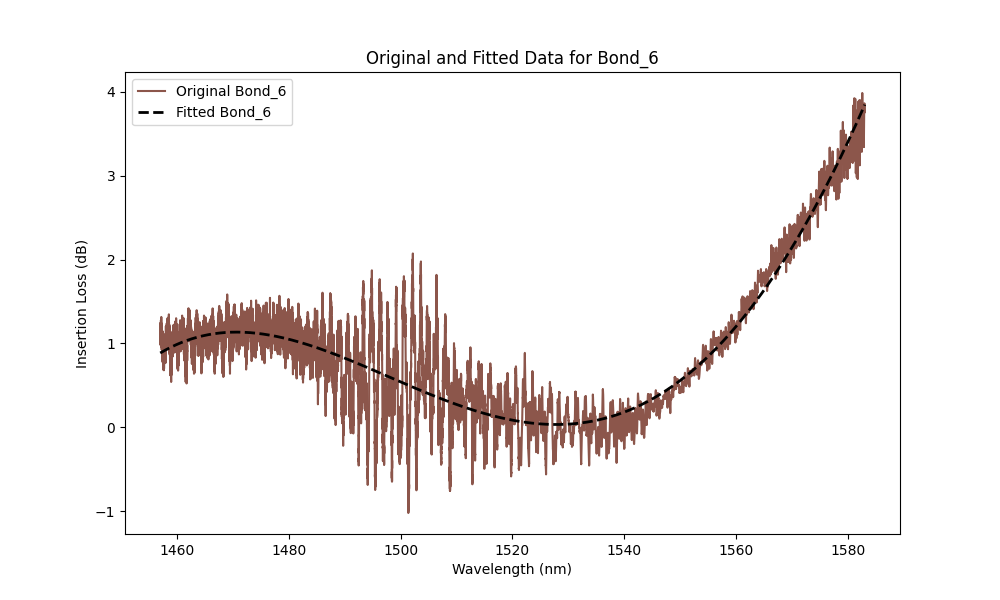 Original and Fitted Data for Bond_6
Original Bond_6
Fitted Bond_6
Insertion Loss (dB)
4
3
2
1
0
−1
1460 1480 1500 1520 1540 1560 1580
Wavelength (nm)